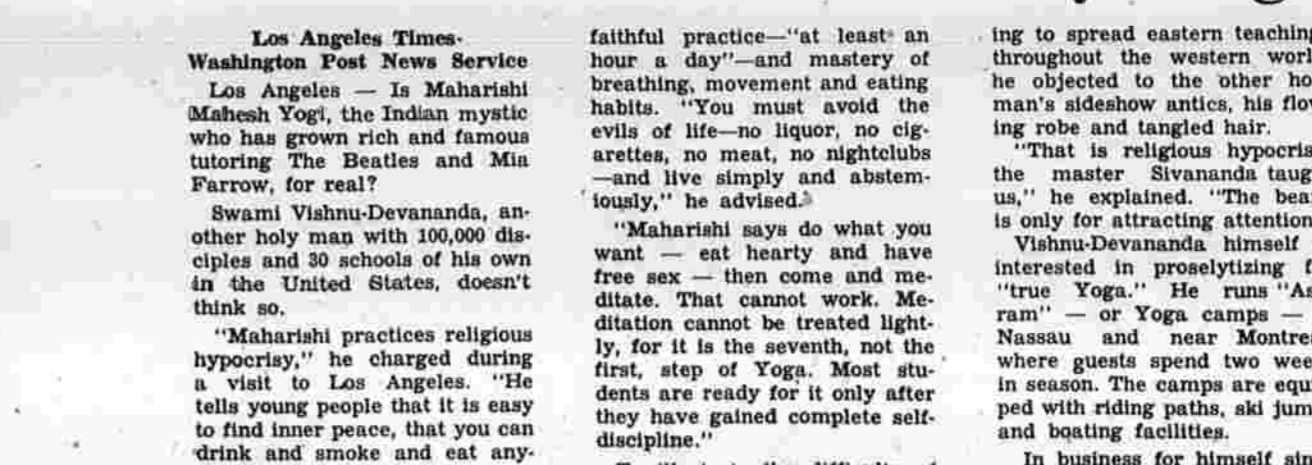 Los Angeles Times-
Washington Post News Service
Los Angeles — Is Maharishi
Mahesh Yogi, the Indian mystic
who has grown rich and famous
tutoring The Beatles and Mia
Farrow, for real?
Swami Vishnu-Devananda, an-
other holy man with 100,000 dis-
ciples and 30 schools of his own
in the United States, doesn't
think so.
"Maharishi practices religious
hypocrisy," he charged during
a visit to Los Angeles. "He
tells young people that it is easy
to find inner peace, that you can
drink and smoke and eat any-
faithful practice—"at least an
hour a day"—and mastery of
breathing, movement and eating
habits. "You must avoid the
evils of life—no liquor, no cig-
arettes, no meat, no nightclubs
—and live simply and abstem-
iously," he advised.
"Maharishi says do what you
want — eat hearty and have
free sex — then come and me-
ditate. That cannot work. Me-
ditation cannot be treated light-
ly, for it is the seventh, not the
first, step of Yoga. Most stu-
dents are ready for it only after
they have gained complete self-
discipline."
ing to spread eastern teaching
throughout the western worl
he objected to the other ho
man's sideshow antics, his flow
ing robe and tangled hair.
"That is religious hypocris
the master Sivananda taug
us," he explained. "The bear
is only for attracting attention
Vishnu-Devananda himself
interested in proselytizing f
"true Yoga." He runs "As
ram" — or Yoga camps —
Nassau and near Montre
where guests spend two wee
in season. The camps are equi
ped with riding paths, ski jum
and boating facilities.
In business for himself sin